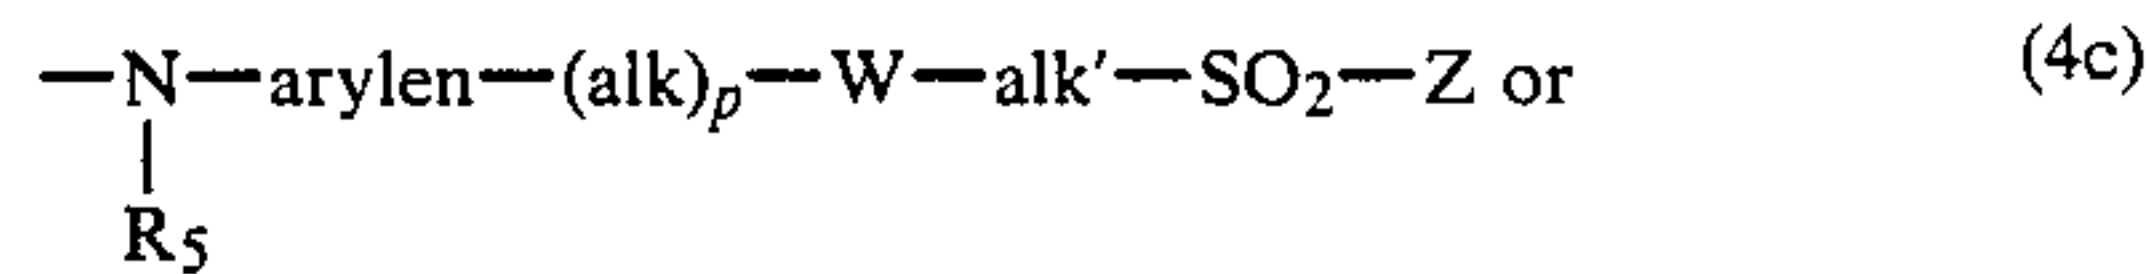 —N—arylen—(alk)p—W—alk′—SO2—Z or (4c)
|
R5